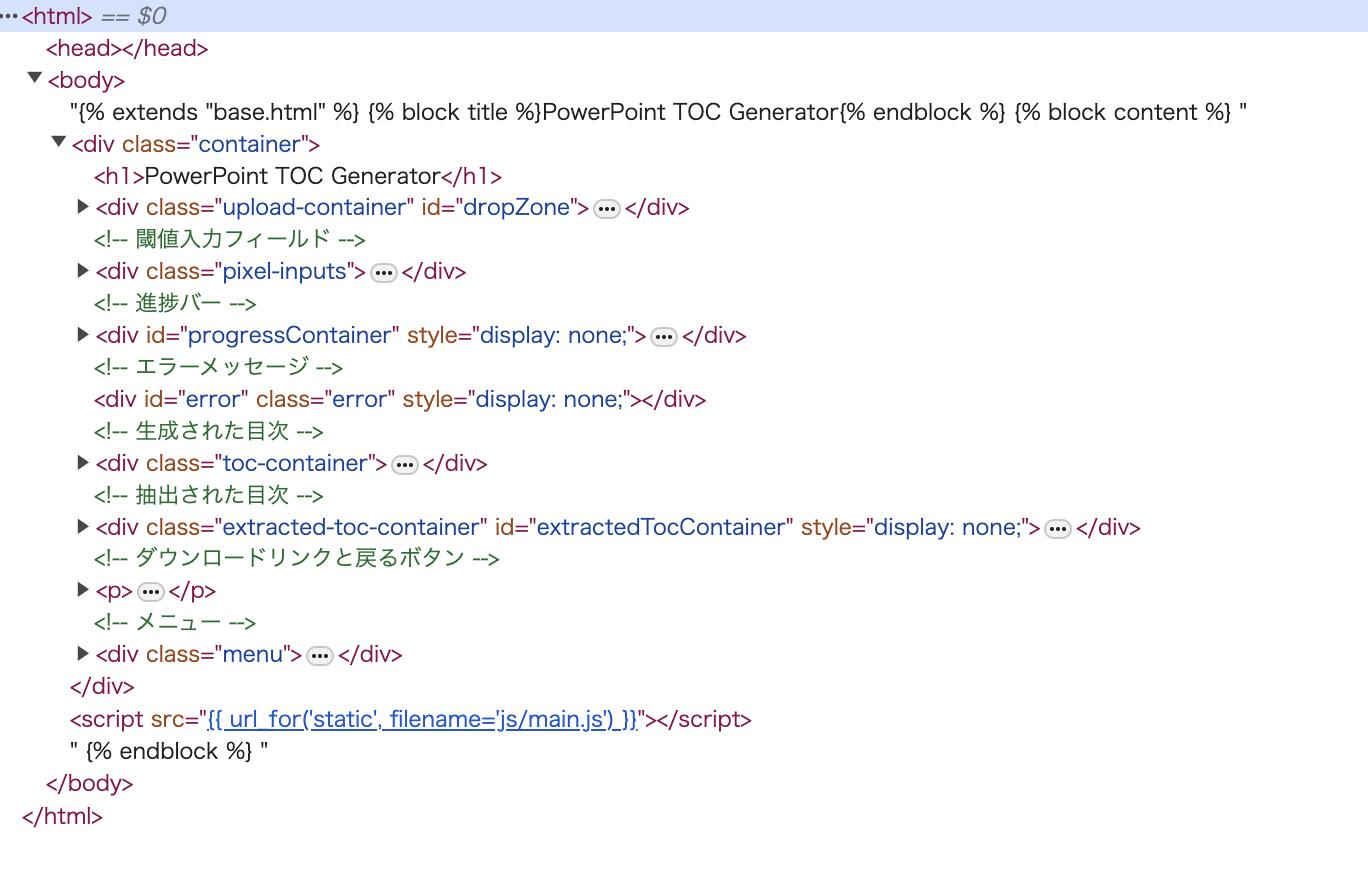 <html> == $0
<head></head>
<body>
"{% extends "base.html" %} {% block title %}PowerPoint TOC Generator{% endblock %} {% block content %} "
<div class="container">
<h1>PowerPoint TOC Generator</h1>
<div class="upload-container" id="dropZone"> ••• </div>
<!-- 閾値入力フィールド -->
<div class="pixel-inputs"> ••• </div>
<!-- 進捗バー -->
<div id="progressContainer" style="display: none;"> ••• </div>
<!-- エラーメッセージ -->
<div id="error" class="error" style="display: none;"></div>
<!-- 生成された目次 -->
<div class="toc-container"> ••• </div>
<!-- 抽出された目次 -->
<div class="extracted-toc-container" id="extractedTocContainer" style="display: none;"> ••• </div>
<!-- ダウンロードリンクと戻るボタン -->
<p> ••• </p>
<!-- メニュー -->
<div class="menu"> ••• </div>
</div>
<script src="{{ url_for('static', filename='js/main.js') }}"></script>
" {% endblock %} "
</body>
</html>